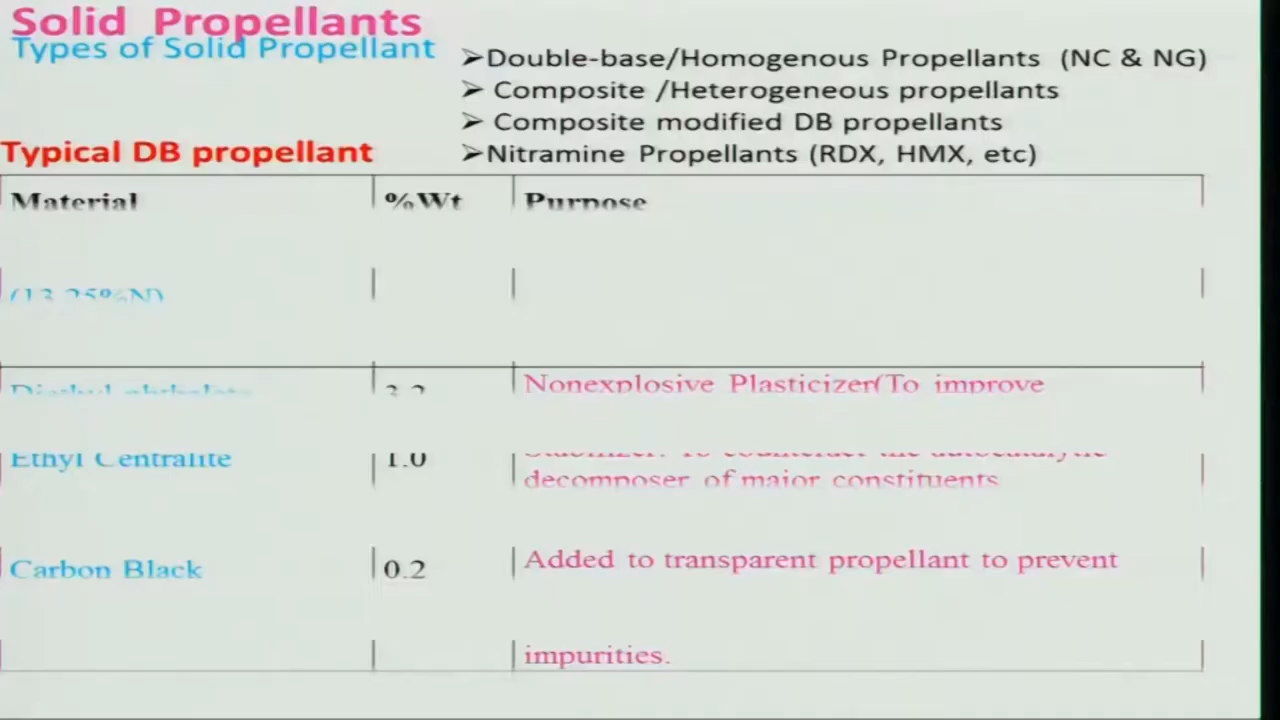 Solid Propellants
Types of Solid Propellant
➢Double-base/Homogenous Propellants (NC & NG)
➢ Composite /Heterogeneous propellants
➢ Composite modified DB propellants
➢Nitramine Propellants (RDX, HMX, etc)
Typical DB propellant
Material %Wt Purpose
(13.25%N)
Nonexplosive Plasticizer(To improve
Ethyl Centralite 1.0
decomposer of major constituents
Carbon Black 0.2 Added to transparent propellant to prevent
impurities.